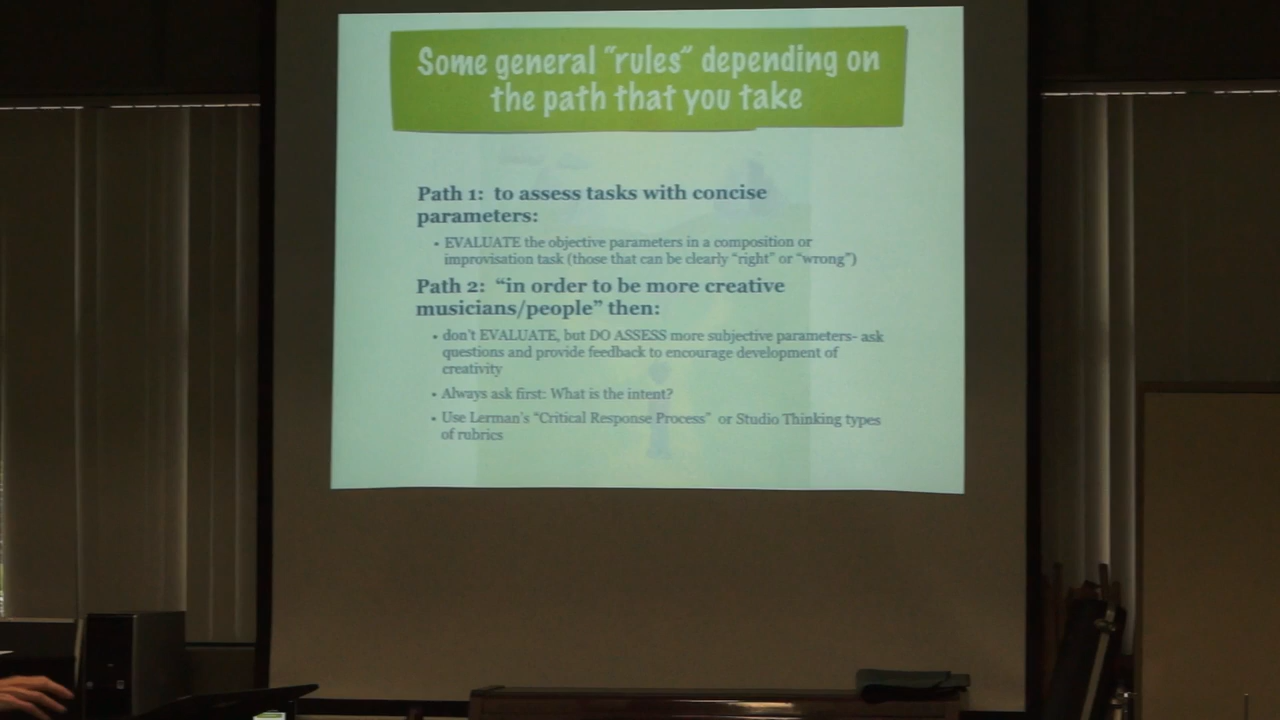 Some general “rules” depending on
the path that you take
Path 1: to assess tasks with concise
parameters:
• EVALUATE the objective parameters in a composition or
improvisation task (those that can be clearly “right” or “wrong”)
Path 2: “in order to be more creative
musicians/people” then:
• don't EVALUATE, but DO ASSESS more subjective parameters- ask
questions and provide feedback to encourage development of
creativity
• Always ask first: What is the intent?
• Use Lerman's “Critical Response Process” or Studio Thinking types
of rubrics